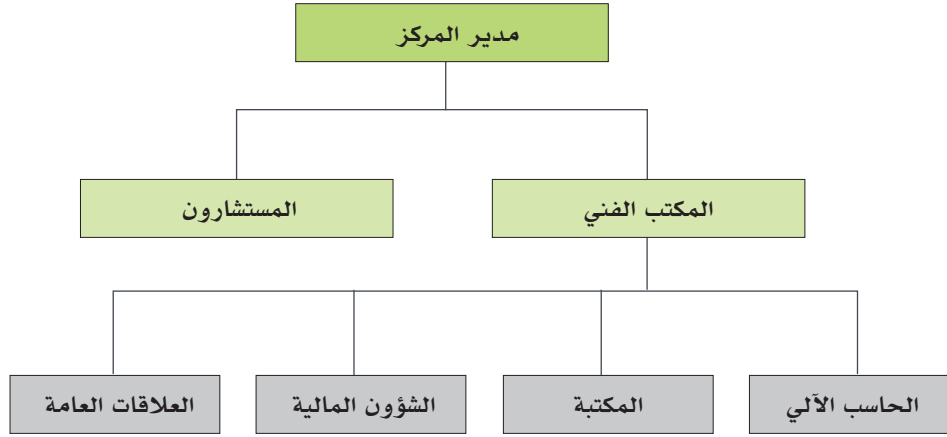 مدير المركز
المكتب الفني
المستشارون
الحاسب الآلي
المكتبة
الشؤون المالية
العلاقات العامة